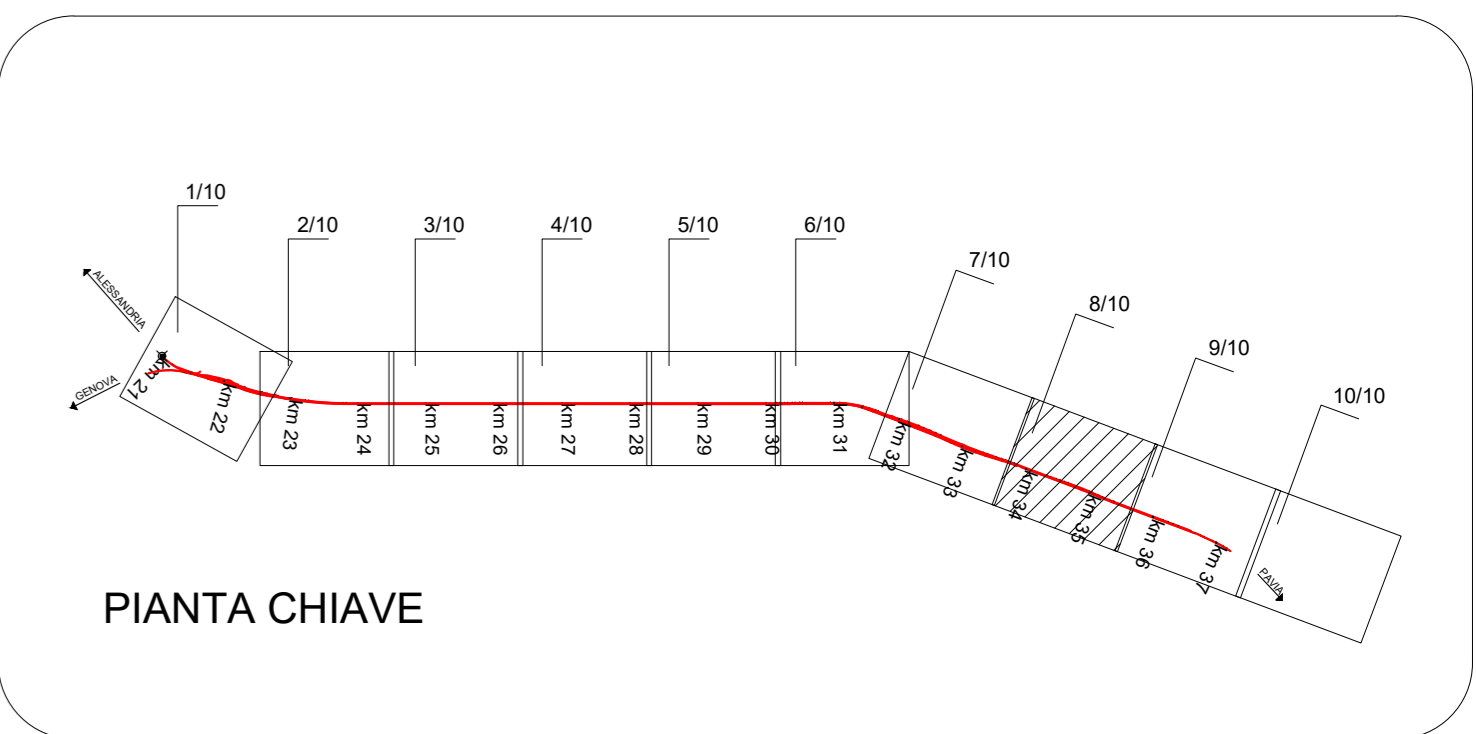 1/10
2/10
3/10
4/10
5/10
6/10
7/10
8/10
9/10
10/10
ALESSANDRIA
GENOVA
km 21
km 22
km 23
km 24
km 25
km 26
km 27
km 28
km 29
km 30
km 31
km 32
km 33
km 34
km 35
km 36
km 37
PAVIA
PIANTA CHIAVE